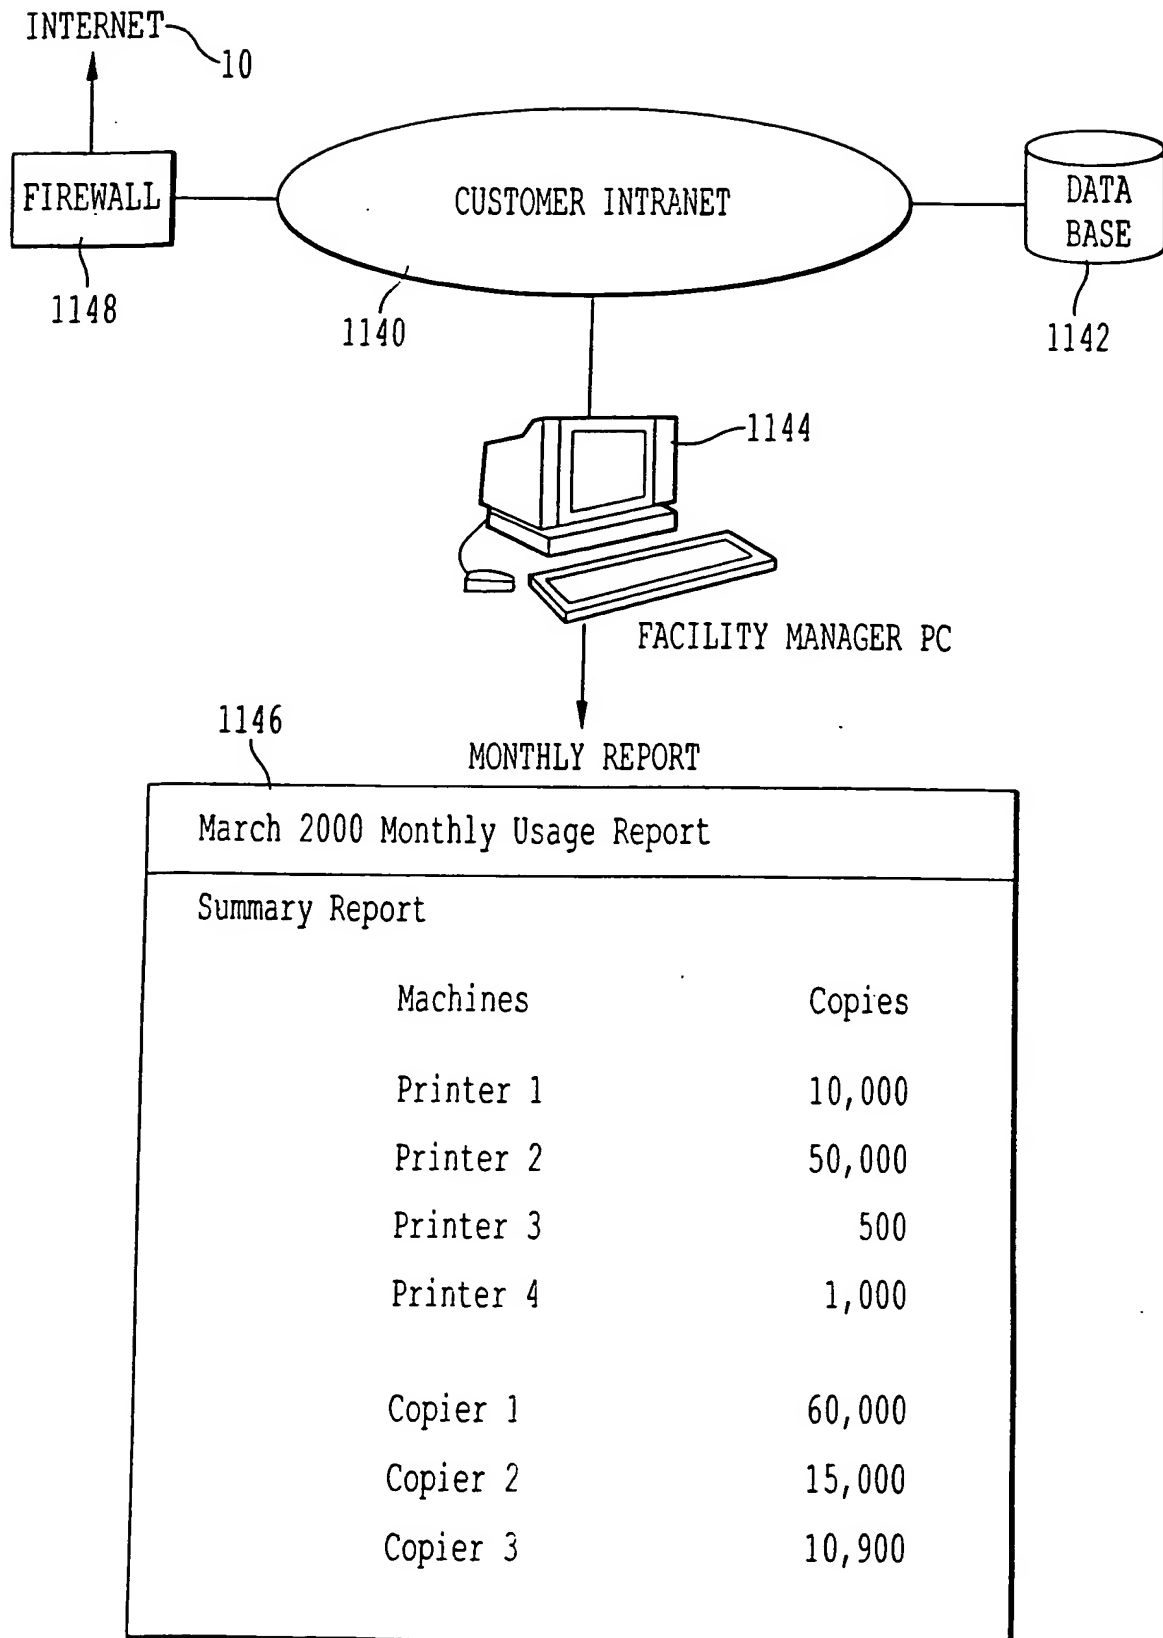 INTERNET
10
FIREWALL
1148
CUSTOMER INTRANET
1140
DATA
BASE
1142
1144
FACILITY MANAGER PC
1146
MONTHLY REPORT
March 2000 Monthly Usage Report
Summary Report
Machines Copies
Printer 1 10,000
Printer 2 50,000
Printer 3 500
Printer 4 1,000
Copier 1 60,000
Copier 2 15,000
Copier 3 10,900